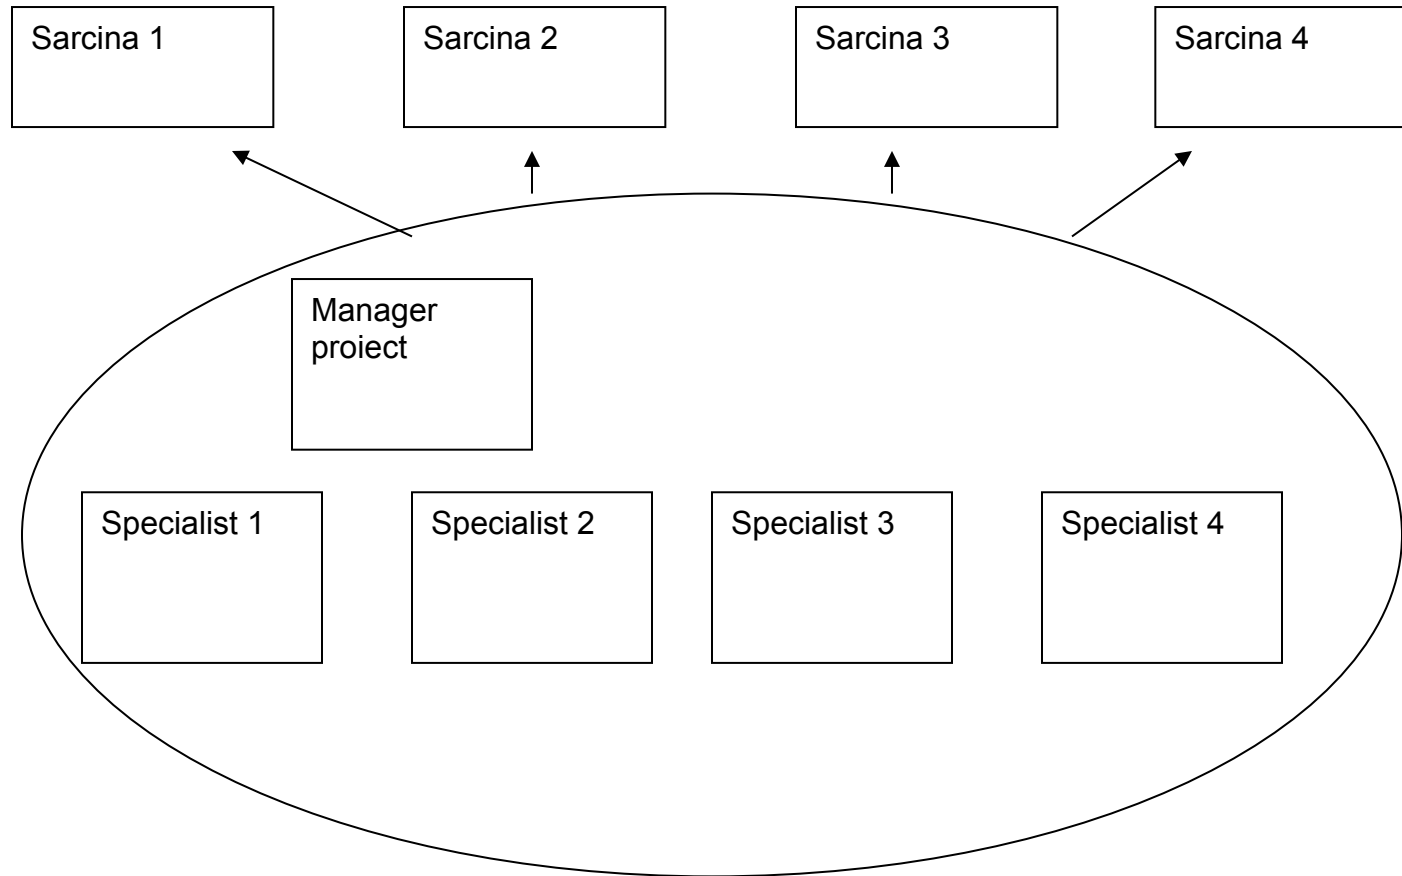 Sarcina 1
Sarcina 2
Sarcina 3
Sarcina 4
Manager
proiect
Specialist 1
Specialist 2
Specialist 3
Specialist 4